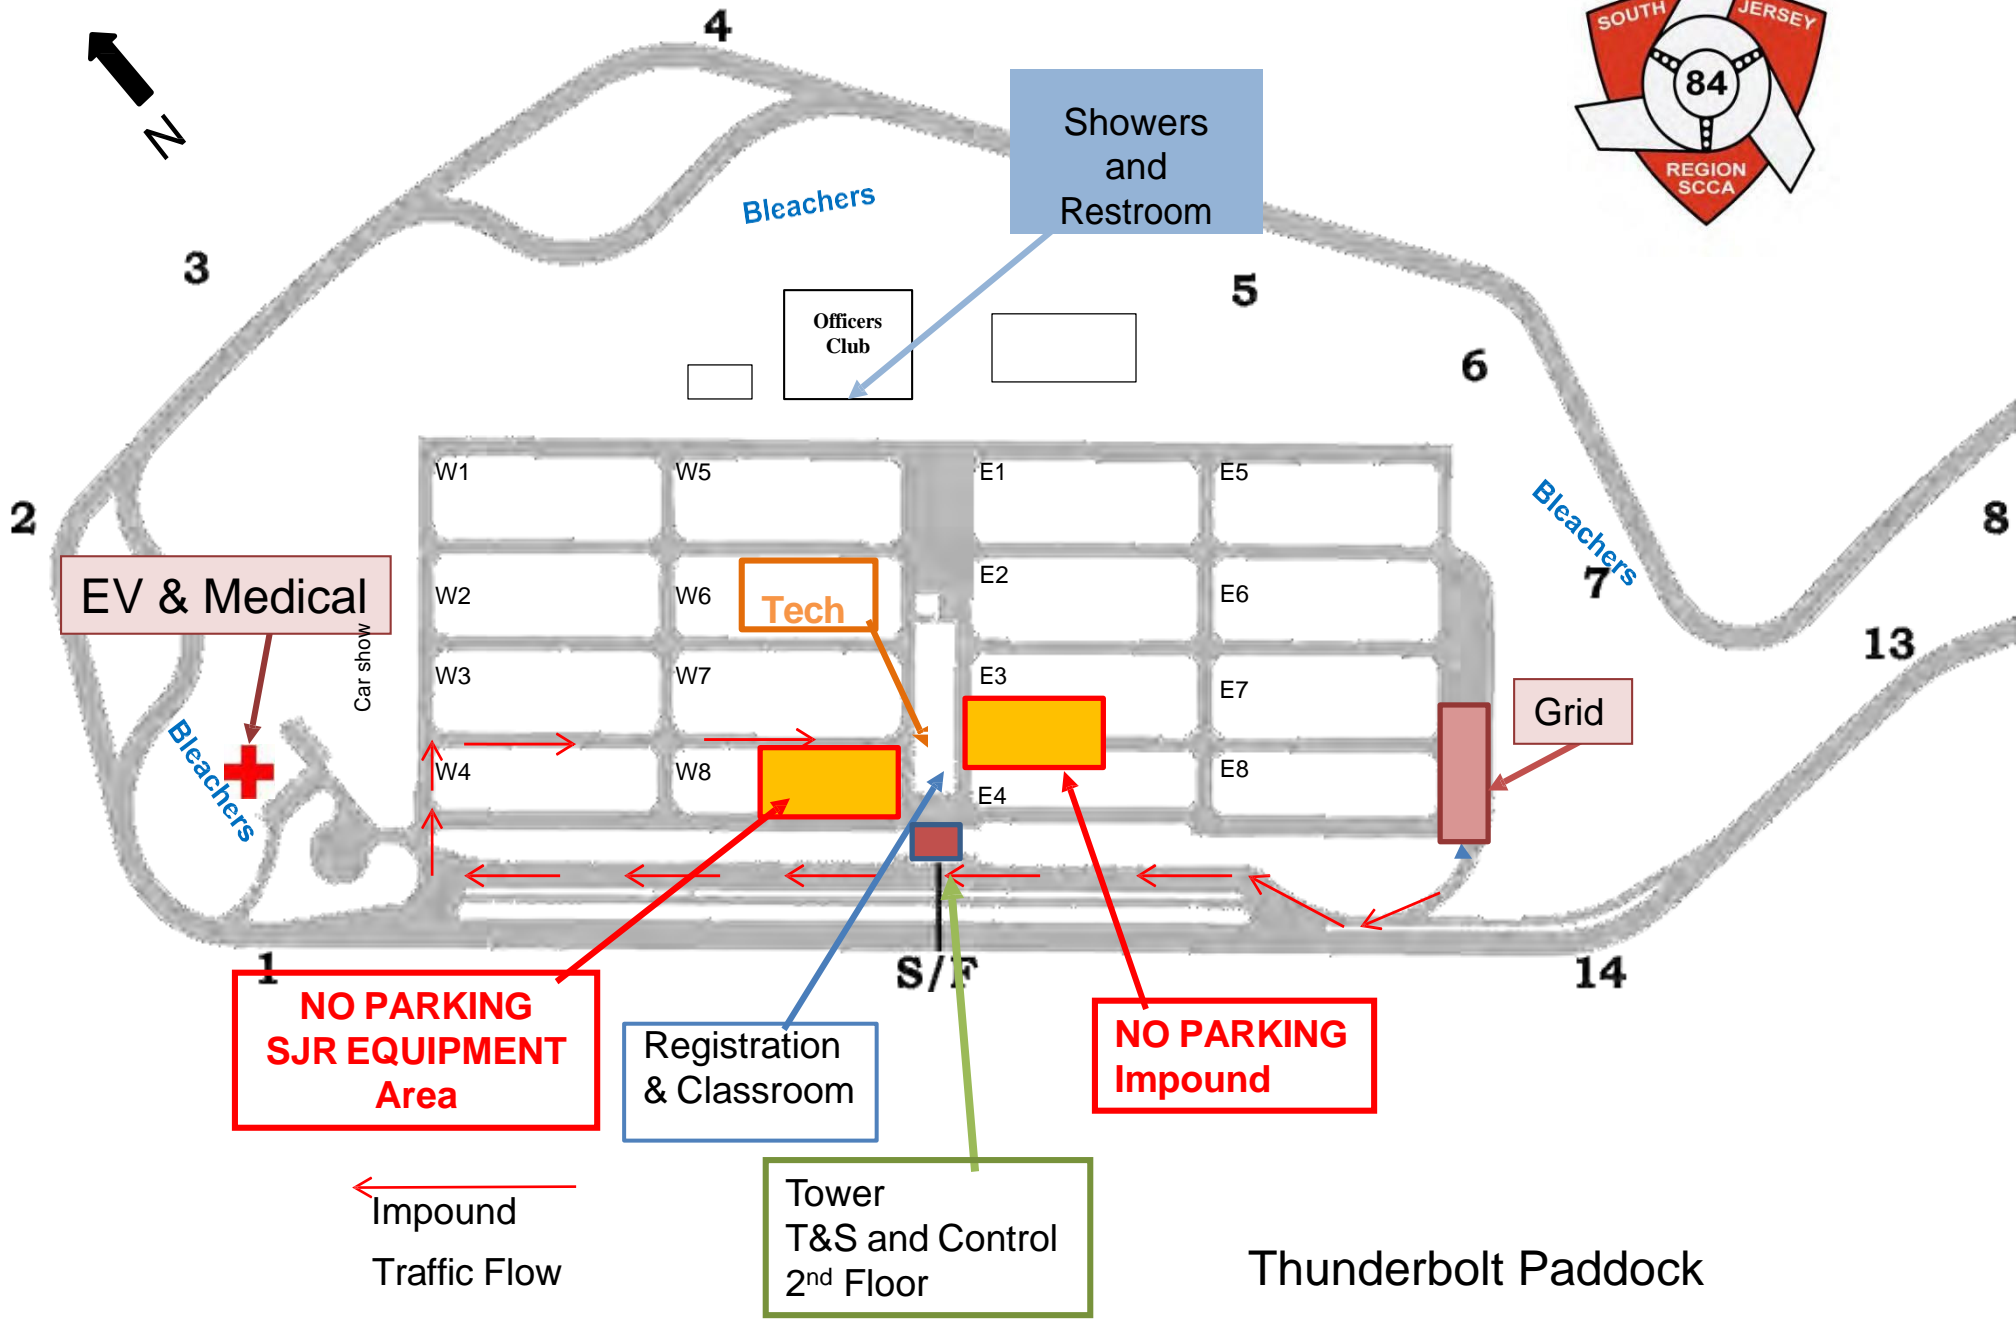 4
SOUTH
JERSEY
84
REGION
SCCA
N
Showers
and
Restroom
Bleachers
3
5
Officers
Club
6
W1
W5
E1
E5
Bleachers
2
8
EV & Medical
W2
W6
Tech
E2
E6
7
Car show
13
W3
W7
E3
E7
Grid
Bleachers
W4
W8
E4
E8
1
S/F
14
NO PARKING
SJR EQUIPMENT
Area
Registration
& Classroom
NO PARKING
Impound
Impound
Traffic Flow
Tower
T&S and Control
2nd Floor
Thunderbolt Paddock